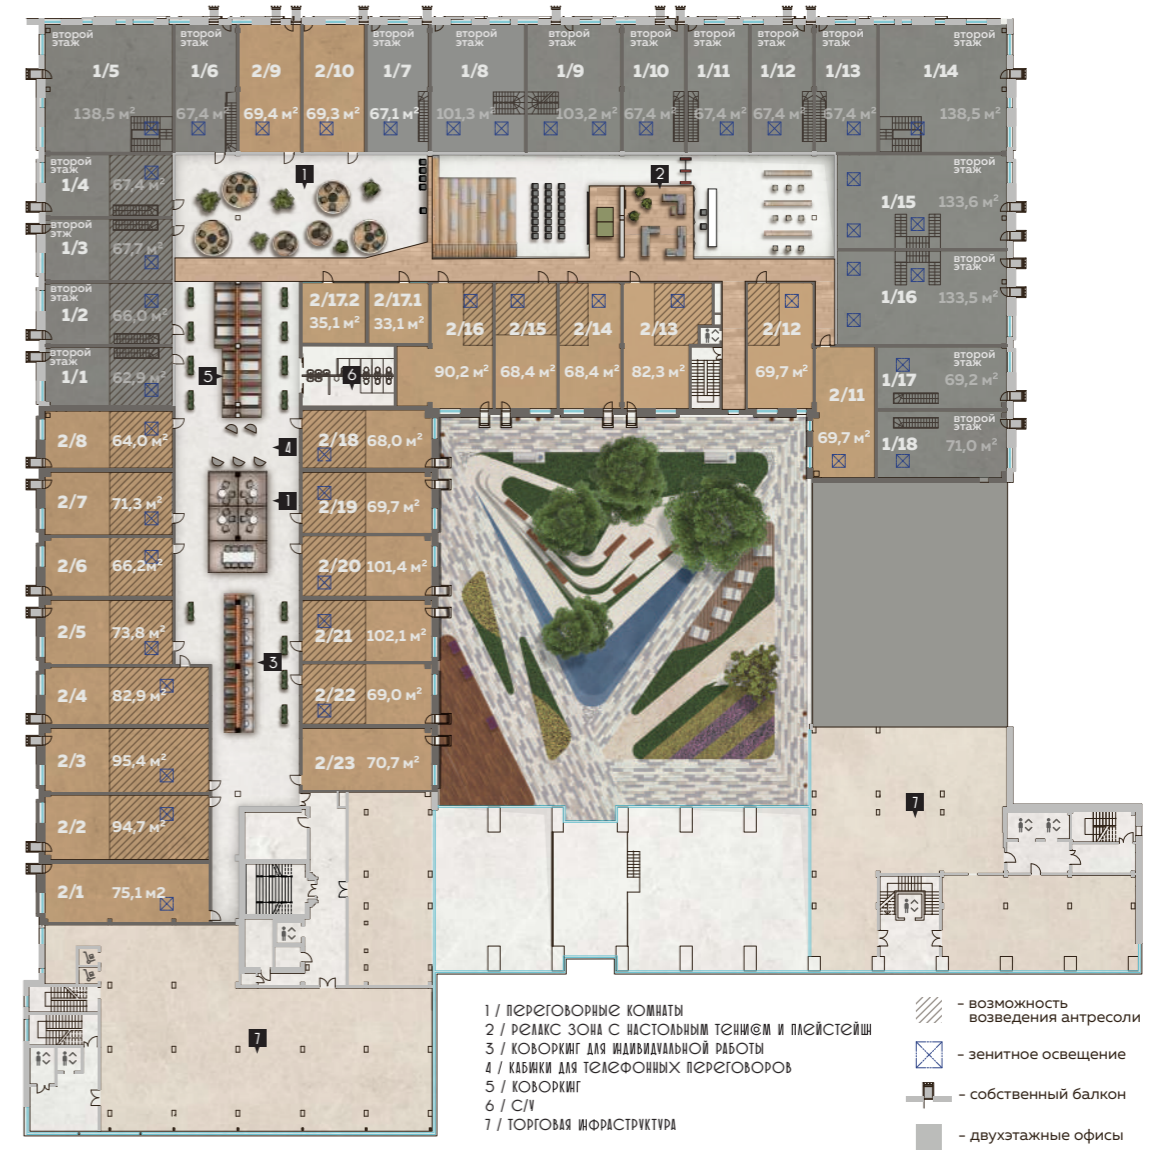 второй этаж
1/5
138,5 м²
второй этаж
1/6
67,4 м²
2/9
69,4 м²
2/10
69,3 м²
второй этаж
1/7
67,1 м²
второй этаж
1/8
101,3 м²
второй этаж
1/9
103,2 м²
второй этаж
1/10
67,4 м²
второй этаж
1/11
67,4 м²
второй этаж
1/12
67,4 м²
второй этаж
1/13
67,4 м²
второй этаж
1/14
138,5 м²
второй этаж
1/4
67,4 м²
второй этж
1/3
67,7 м²
второй этаж
1/2
66,0 м²
второй этаж
1/1
62,9 м²
1
2
второй этаж
1/15
133,6 м²
второй этаж
1/16
133,5 м²
второй этаж
1/17
69,2 м²
второй этаж
1/18
71,0 м²
2/17.2
35,1 м²
2/17.1
33,1 м²
2/16
90,2 м²
2/15
68,4 м²
2/14
68,4 м²
2/13
82,3 м²
2/12
69,7 м²
2/11
69,7 м²
5
6
4
1
3
2/8
64,0 м²
2/7
71,3 м²
2/6
66,2м²
2/5
73,8 м²
2/4
82,9 м²
2/3
95,4 м²
2/2
94,7 м²
2/1
75,1 м2
2/18
68,0 м²
2/19
69,7 м²
2/20
101,4 м²
2/21
102,1 м²
2/22
69,0 м²
2/23
70,7 м²
7
7
1 / ПЕРЕГОВОРНЫЕ КОМНАТЫ
2 / РЕЛАКС ЗОНА С НАСТОЛЬНЫМ ТЕННИСОМ И ПЛЕЙСТЕЙШН
3 / КОВОРКИНГ ДЛЯ ИНДИВИДУАЛЬНОЙ РАБОТЫ
4 / КАБИНКИ ДЛЯ ТЕЛЕФОННЫХ ПЕРЕГОВОРОВ
5 / КОВОРКИНГ
6 / С/У
7 / ТОРГОВАЯ ИНФРАСТРУКТУРА
– возможность
возведения антресоли
– зенитное освещение
– собственный балкон
– двухэтажные офисы